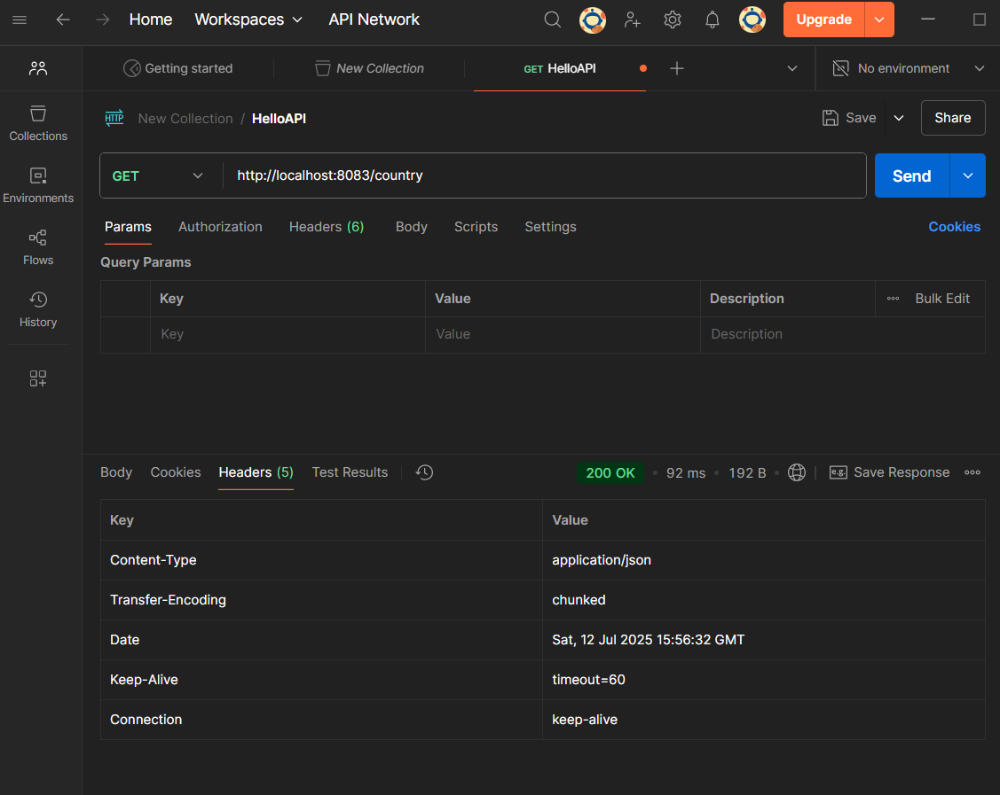 Home Workspaces API Network Upgrade
Getting started New Collection GET HelloAPI No environment
HTTP New Collection / HelloAPI Save Share
Collections
GET http://localhost:8083/country Send
Environments
Params Authorization Headers (6) Body Scripts Settings Cookies
Flows
Query Params
Key Value Description Bulk Edit
History
Key Value Description
Body Cookies Headers (5) Test Results 200 OK • 92 ms • 192 B • e.g. Save Response
Key Value
Content-Type application/json
Transfer-Encoding chunked
Date Sat, 12 Jul 2025 15:56:32 GMT
Keep-Alive timeout=60
Connection keep-alive